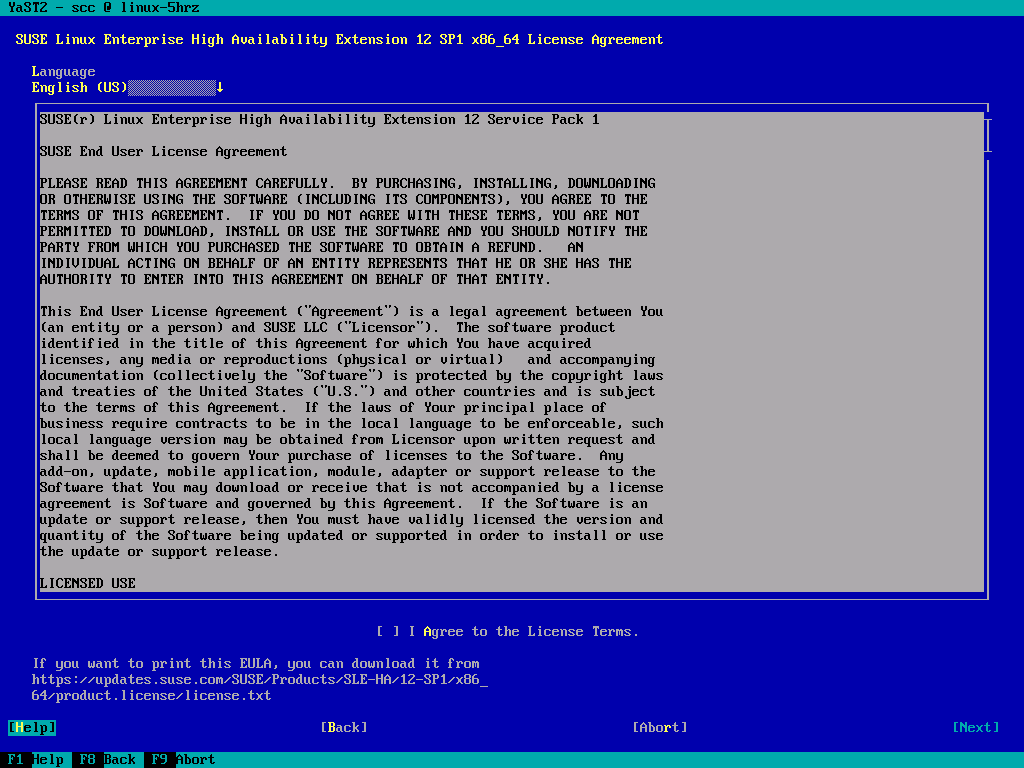 YaST2 - scc @ linux-5hrz
SUSE Linux Enterprise High Availability Extension 12 SP1 x86_64 License Agreement
Language
English (US)↓
SUSE(r) Linux Enterprise High Availability Extension 12 Service Pack 1
SUSE End User License Agreement
PLEASE READ THIS AGREEMENT CAREFULLY.  BY PURCHASING, INSTALLING, DOWNLOADING
OR OTHERWISE USING THE SOFTWARE (INCLUDING ITS COMPONENTS), YOU AGREE TO THE
TERMS OF THIS AGREEMENT.  IF YOU DO NOT AGREE WITH THESE TERMS, YOU ARE NOT
PERMITTED TO DOWNLOAD, INSTALL OR USE THE SOFTWARE AND YOU SHOULD NOTIFY THE
PARTY FROM WHICH YOU PURCHASED THE SOFTWARE TO OBTAIN A REFUND.   AN
INDIVIDUAL ACTING ON BEHALF OF AN ENTITY REPRESENTS THAT HE OR SHE HAS THE
AUTHORITY TO ENTER INTO THIS AGREEMENT ON BEHALF OF THAT ENTITY.
This End User License Agreement ("Agreement") is a legal agreement between You
(an entity or a person) and SUSE LLC ("Licensor").  The software product
identified in the title of this Agreement for which You have acquired
licenses, any media or reproductions (physical or virtual)   and accompanying
documentation (collectively the "Software") is protected by the copyright laws
and treaties of the United States ("U.S.") and other countries and is subject
to the terms of this Agreement.  If the laws of Your principal place of
business require contracts to be in the local language to be enforceable, such
local language version may be obtained from Licensor upon written request and
shall be deemed to govern Your purchase of licenses to the Software.  Any
add-on, update, mobile application, module, adapter or support release to the
Software that You may download or receive that is not accompanied by a license
agreement is Software and governed by this Agreement.  If the Software is an
update or support release, then You must have validly licensed the version and
quantity of the Software being updated or supported in order to install or use
the update or support release.
LICENSED USE
[ ] I Agree to the License Terms.
If you want to print this EULA, you can download it from
https://updates.suse.com/SUSE/Products/SLE-HA/12-SP1/x86_
64/product.license/license.txt
[Help] [Back] [Abort] [Next]
F1 Help F8 Back F9 Abort